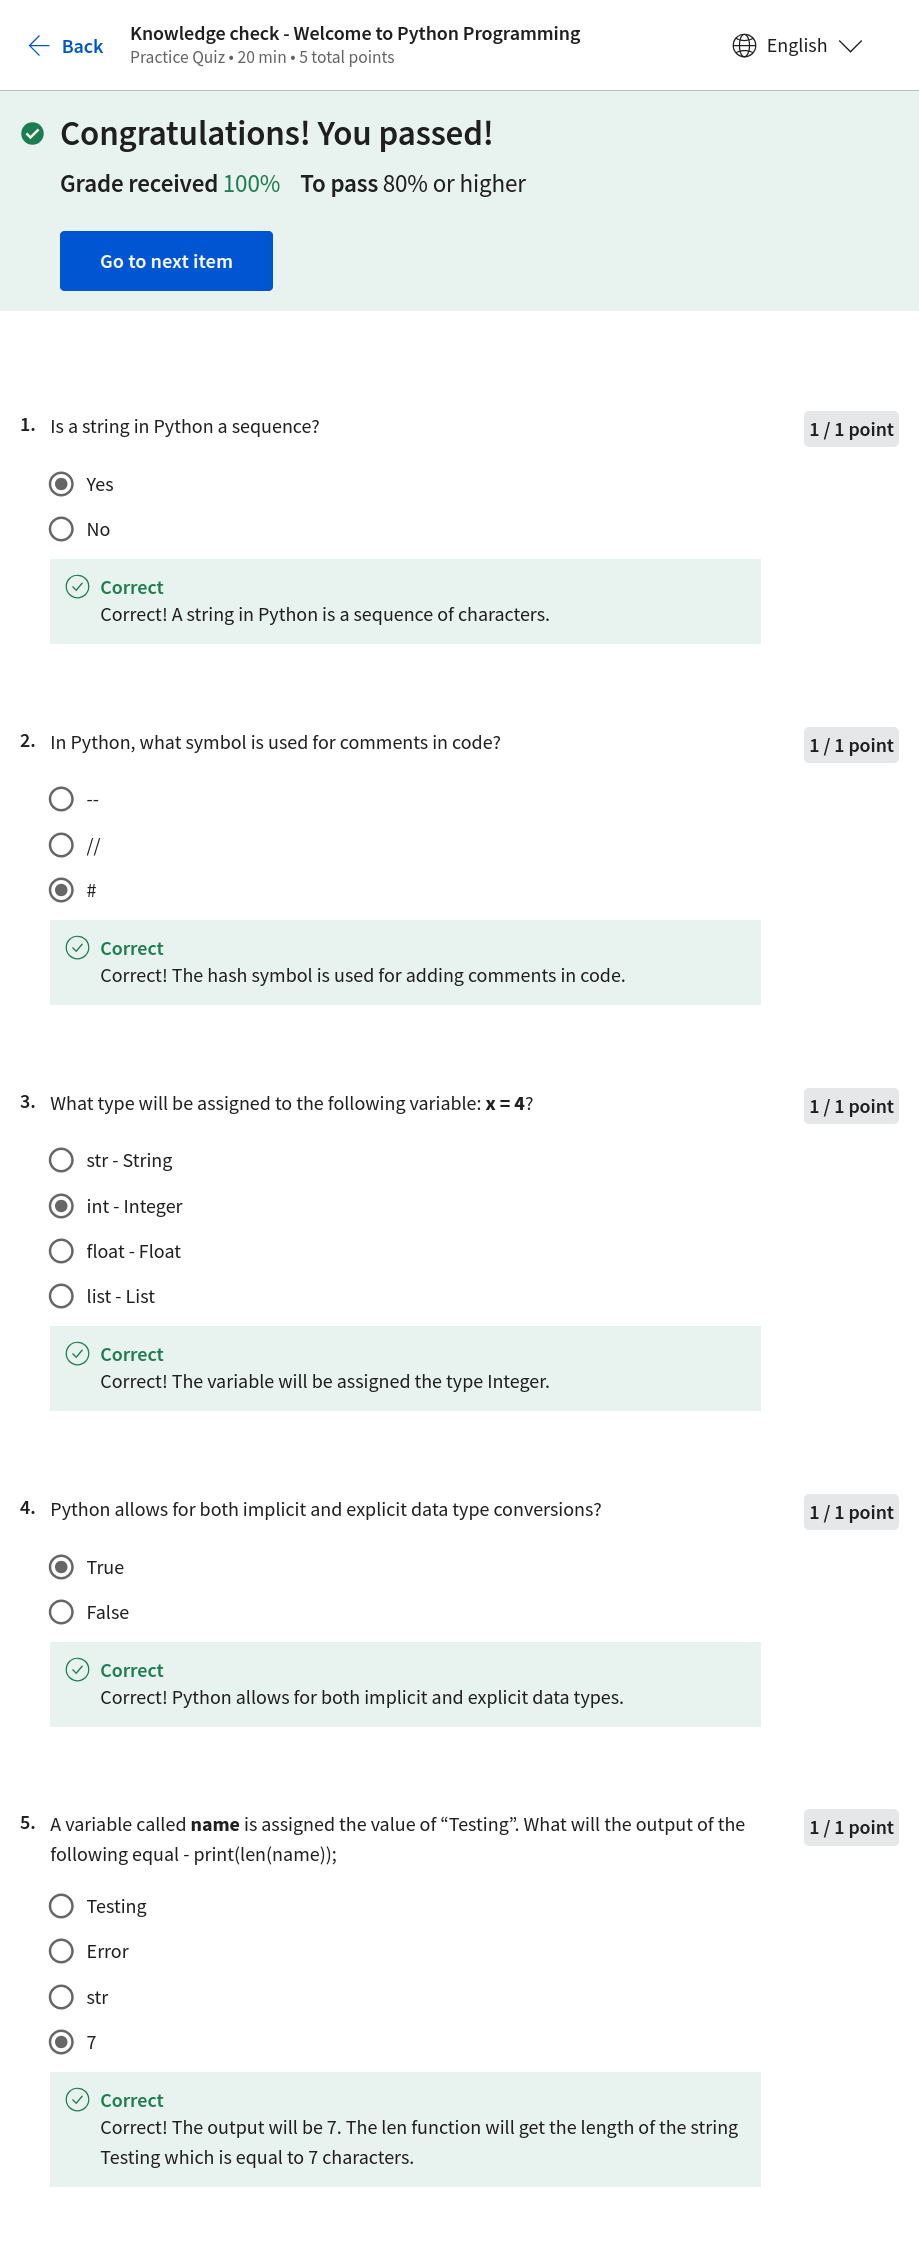 Back
Knowledge check - Welcome to Python Programming
Practice Quiz • 20 min • 5 total points
English
Congratulations! You passed!
Grade received 100% To pass 80% or higher
Go to next item
1. Is a string in Python a sequence?
1 / 1 point
Yes
No
Correct
Correct! A string in Python is a sequence of characters.
2. In Python, what symbol is used for comments in code?
1 / 1 point
--
//
#
Correct
Correct! The hash symbol is used for adding comments in code.
3. What type will be assigned to the following variable: x = 4?
1 / 1 point
str - String
int - Integer
float - Float
list - List
Correct
Correct! The variable will be assigned the type Integer.
4. Python allows for both implicit and explicit data type conversions?
1 / 1 point
True
False
Correct
Correct! Python allows for both implicit and explicit data types.
5. A variable called name is assigned the value of “Testing”. What will the output of the
following equal - print(len(name));
1 / 1 point
Testing
Error
str
7
Correct
Correct! The output will be 7. The len function will get the length of the string
Testing which is equal to 7 characters.